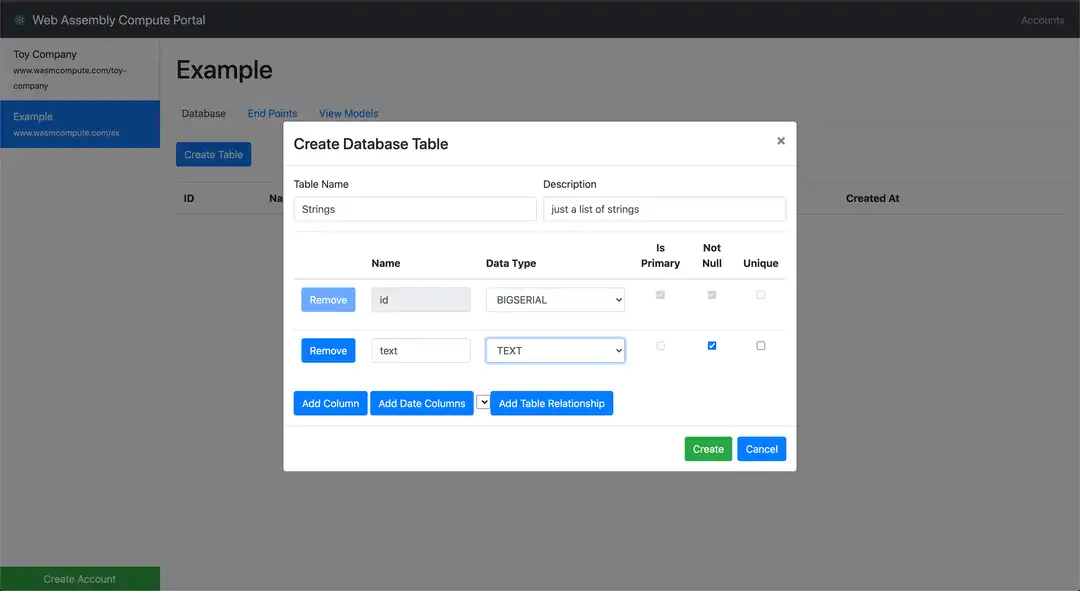 Web Assembly Compute Portal
Accounts
Toy Company
www.wasmcompute.com/toy-
company
Example
www.wasmcompute.com/ex
Example
Database End Points View Models
Create Table
ID Na Created At
Create Database Table ×
Table Name Description
Strings just a list of strings
Name Data Type Is Primary Not Null Unique
Remove id BIGSERIAL
Remove text TEXT
Add Column Add Date Columns Add Table Relationship
Create Cancel
Create Account